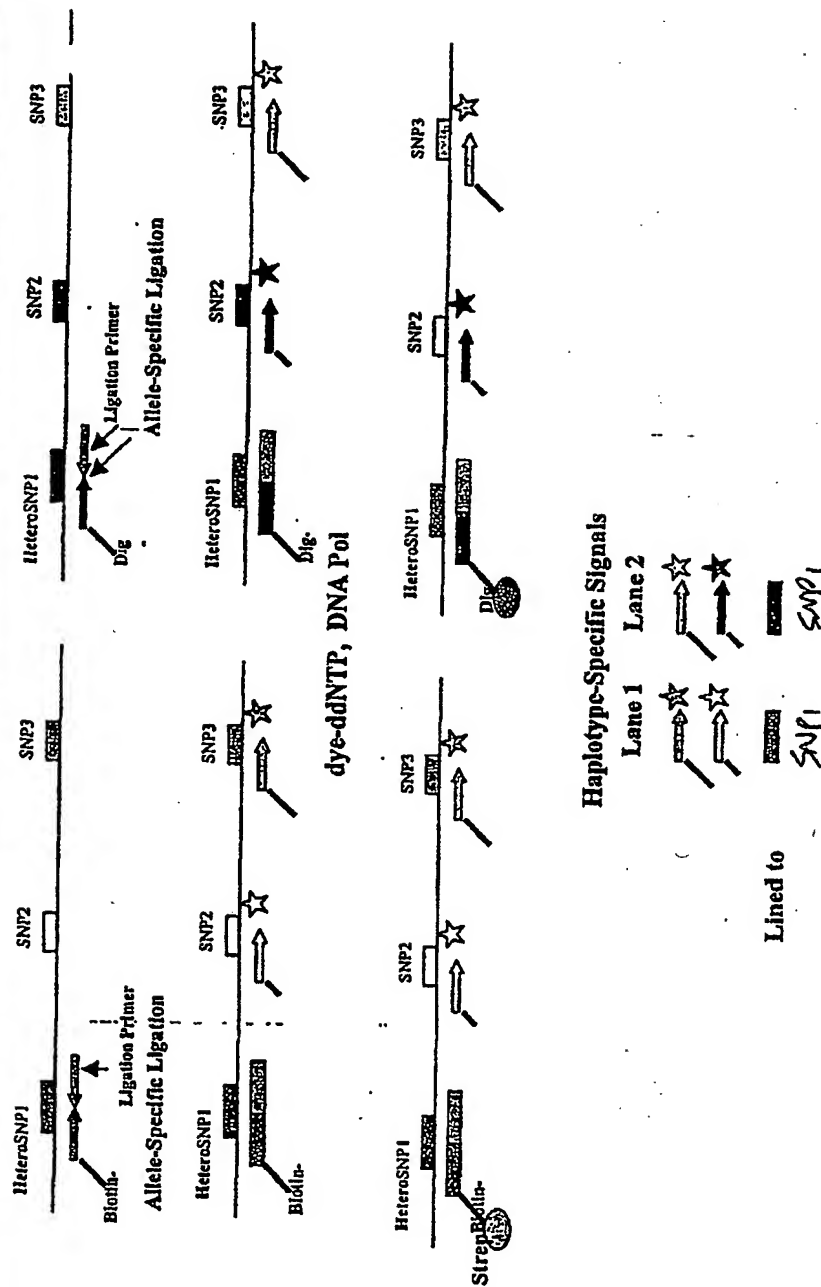 HeteroSNP1
SNP2
SNP3
Biotin-
Ligation Primer
Allele-Specific Ligation
HeteroSNP1
SNP2
SNP3
Dig
Ligation Primer
Allele-Specific Ligation
HeteroSNP1
SNP2
SNP3
Biotin-
HeteroSNP1
SNP2
SNP3
Dig-
dye-ddNTP, DNA Pol
HeteroSNP1
SNP2
SNP3
StrepBiotin-
HeteroSNP1
SNP2
SNP3
Dig
Haplotype-Specific Signals
Lane 1 Lane 2
Lined to
SNP1 SNP1